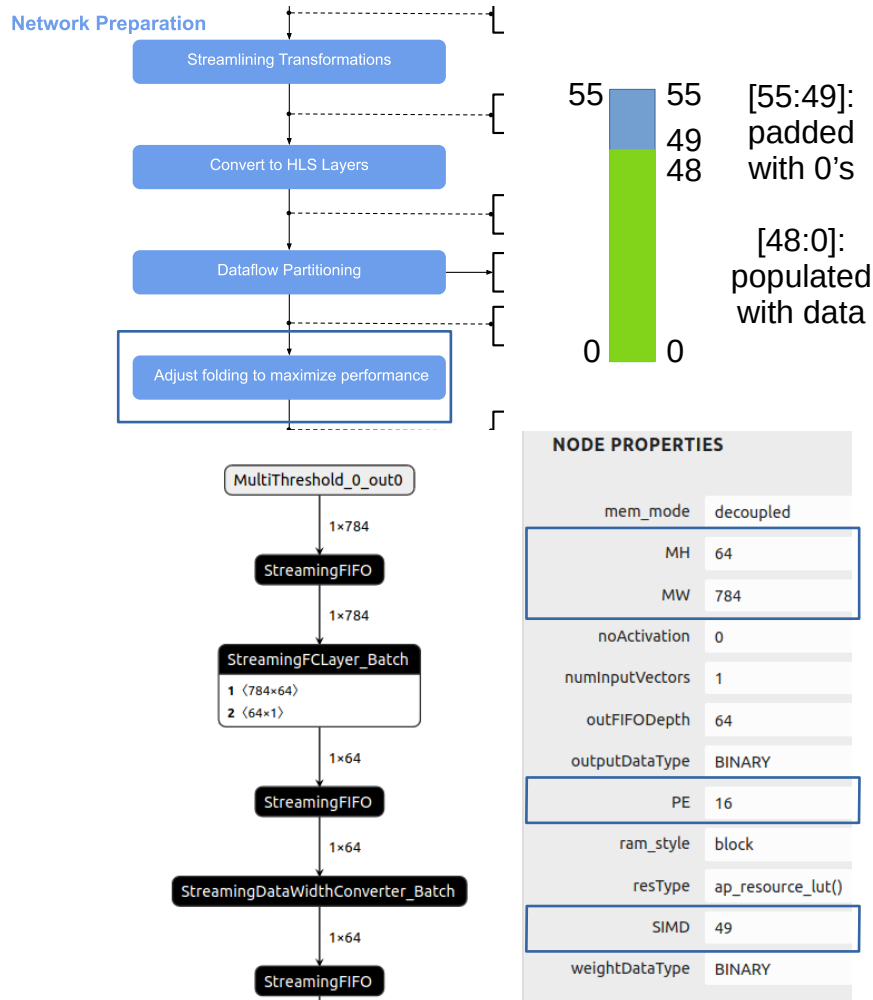 Network Preparation
Streamlining Transformations
Convert to HLS Layers
Dataflow Partitioning
Adjust folding to maximize performance
55
55
49
48
0
0
[55:49]:
padded
with 0’s
[48:0]:
populated
with data
MultiThreshold_0_out0
1×784
StreamingFIFO
1×784
StreamingFCLayer_Batch
1 〈784×64〉
2 〈64×1〉
1×64
StreamingFIFO
1×64
StreamingDataWidthConverter_Batch
1×64
StreamingFIFO
NODE PROPERTIES
mem_mode decoupled
MH 64
MW 784
noActivation 0
numInputVectors 1
outFIFODepth 64
outputDataType BINARY
PE 16
ram_style block
resType ap_resource_lut()
SIMD 49
weightDataType BINARY